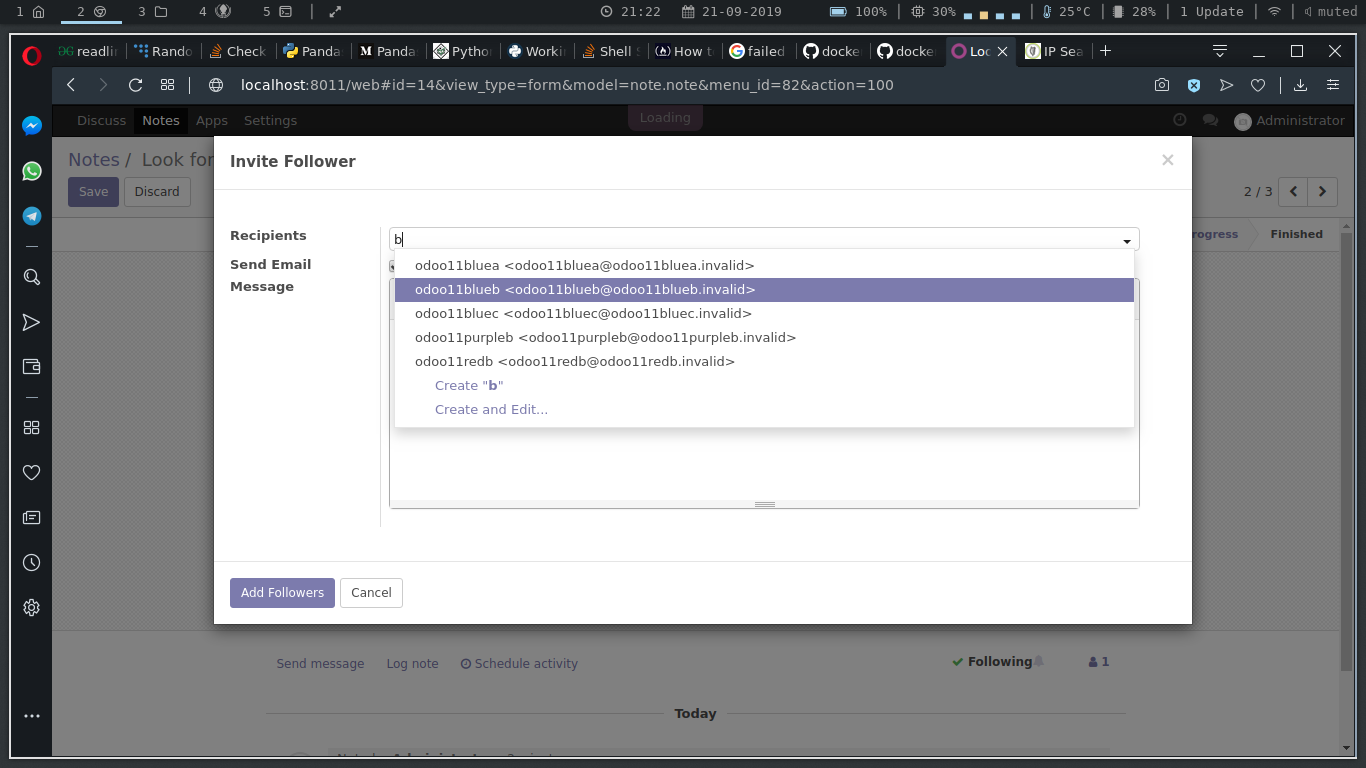 1 2 3 4 5 21:22 21-09-2019 100% 30% 25°C 28% 1 Update muted
readlin Rando Check Panda Panda Pytho Worki Shell S How to failed docke docke Loc IP Sea
localhost:8011/web#id=14&view_type=form&model=note.note&menu_id=82&action=100
Discuss Notes Apps Settings Loading Administrator
Invite Follower ×
Notes / Look for
Save Discard 2 / 3
Recipients b
rogress Finished
Send Email
Message
odoo11bluea <odoo11bluea@odoo11bluea.invalid>
odoo11blueb <odoo11blueb@odoo11blueb.invalid>
odoo11bluec <odoo11bluec@odoo11bluec.invalid>
odoo11purpleb <odoo11purpleb@odoo11purpleb.invalid>
odoo11redb <odoo11redb@odoo11redb.invalid>
Create "b"
Create and Edit...
Add Followers Cancel
Send message Log note Schedule activity Following 1
Today